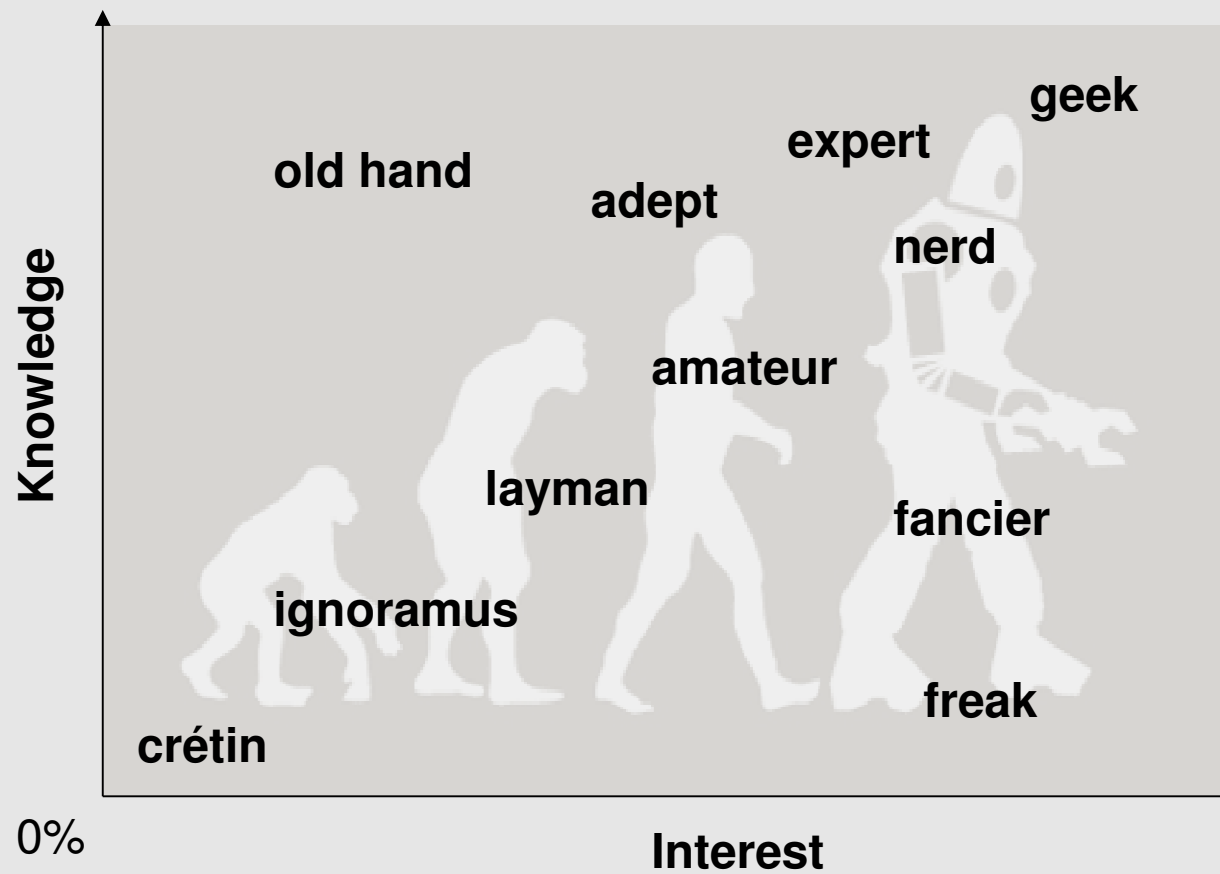 geek
expert
old hand
adept
nerd
Knowledge
amateur
layman
fancier
ignoramus
freak
crétin
0%
Interest